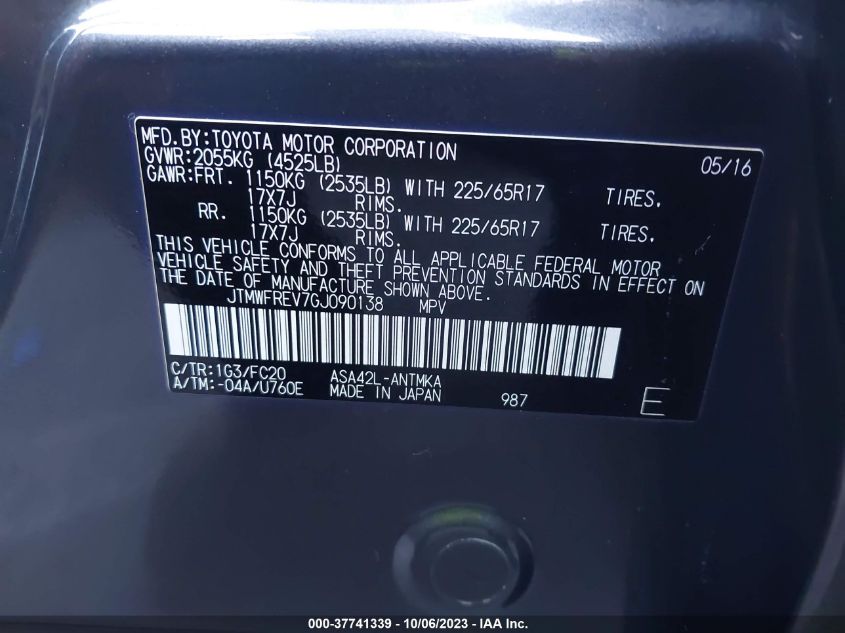 MFD.BY:TOYOTA MOTOR CORPORATION 05/16
GVWR:2055KG (4525LB)
GAWR:FRT. 1150KG (2535LB) WITH 225/65R17 TIRES.
17X7J RIMS.
RR. 1150KG (2535LB) WITH 225/65R17 TIRES.
17X7J RIMS.
THIS VEHICLE CONFORMS TO ALL APPLICABLE FEDERAL MOTOR
VEHICLE SAFETY AND THEFT PREVENTION STANDARDS IN EFFECT ON
THE DATE OF MANUFACTURE SHOWN ABOVE.
JTMWFREV7GJ090138 MPV
C/TR:1G3/FC20 ASA42L-ANTMKA
A/TM:-04A/U760E MADE IN JAPAN 987 E
000-37741339 - 10/06/2023 - IAA Inc.